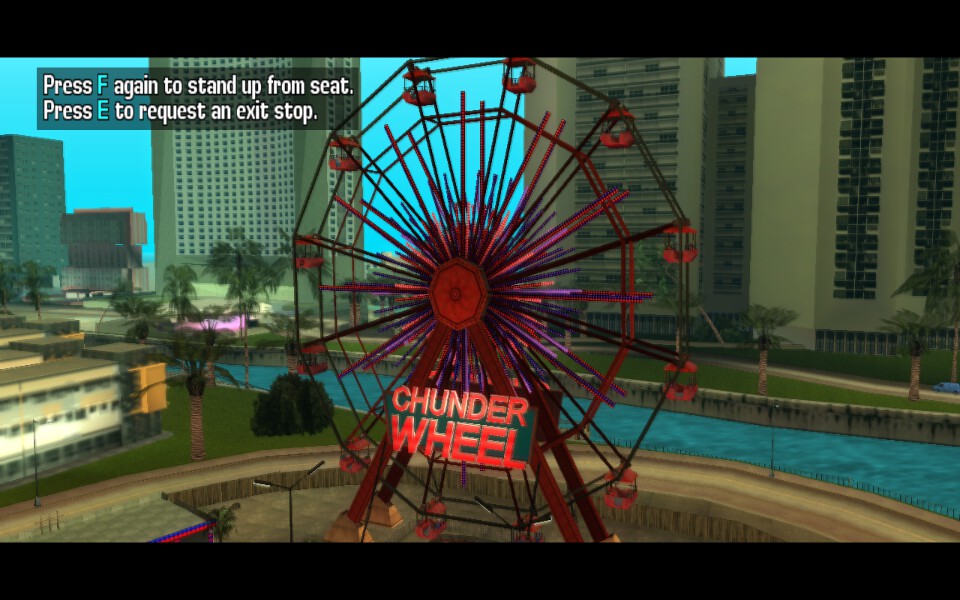 Press F again to stand up from seat.
Press E to request an exit stop.
CHUNDER
WHEEL